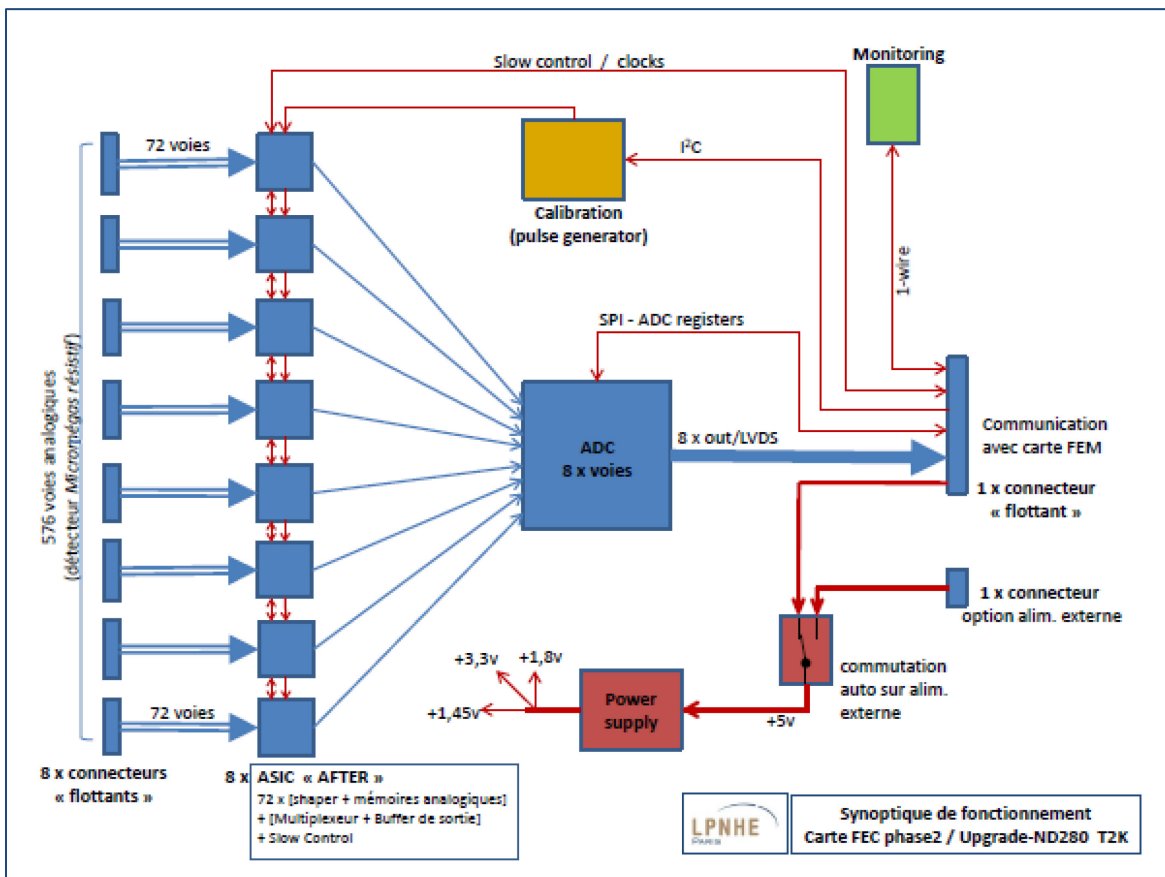 Slow control / clocks
Monitoring
72 voies
I²C
Calibration
(pulse generator)
1-wire
SPI - ADC registers
576 voies analogiques
(détecteur Micromégas résistif)
ADC
8 x voies
8 x out/LVDS
Communication
avec carte FEM
1 x connecteur
« flottant »
1 x connecteur
option alim. externe
+3,3v
+1,8v
+1,45v
Power
supply
+5v
commutation
auto sur alim.
externe
72 voies
8 x connecteurs
« flottants »
8 x ASIC « AFTER »
72 x [shaper + mémoires analogiques]
+ [Multiplexeur + Buffer de sortie]
+ Slow Control
LPNHE
PARIS
Synoptique de fonctionnement
Carte FEC phase2 / Upgrade-ND280 T2K